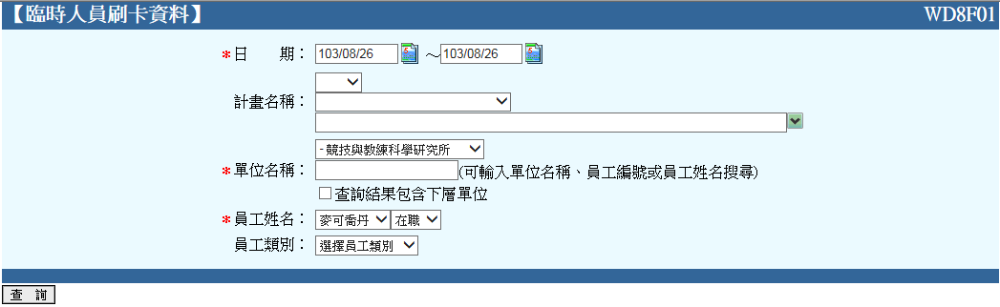 【臨時人員刷卡資料】 WD8F01
*日　　期： 103/08/26 ～ 103/08/26
計畫名稱：
-競技與教練科學研究所
*單位名稱： (可輸入單位名稱、員工編號或員工姓名搜尋)
查詢結果包含下層單位
*員工姓名： 麥可喬丹 在職
員工類別： 選擇員工類別
查　詢